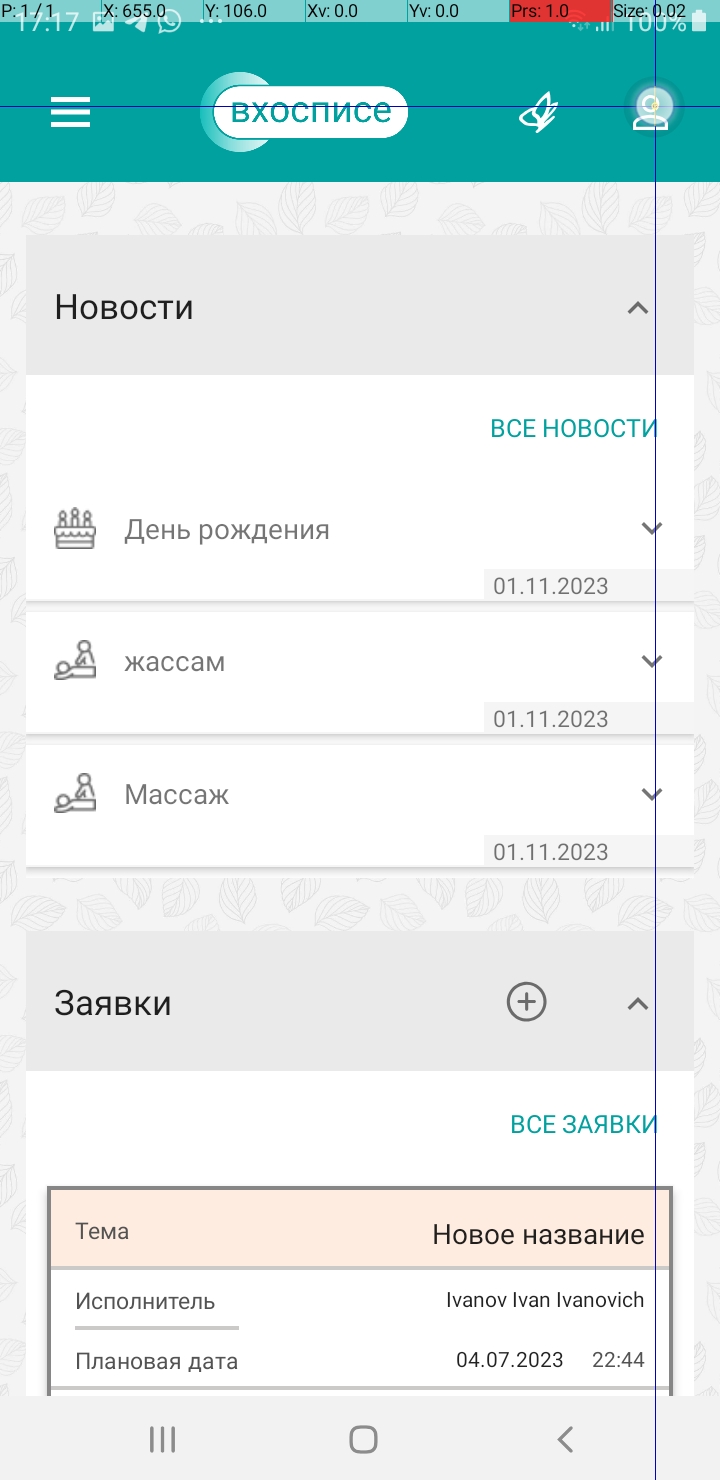 P: 1 / 1 X: 655.0 Y: 106.0 Xv: 0.0 Yv: 0.0 Prs: 1.0 Size: 0.02
17:17 100%
вхосписе
Новости
ВСЕ НОВОСТИ
День рождения
01.11.2023
жассам
01.11.2023
Массаж
01.11.2023
Заявки
ВСЕ ЗАЯВКИ
Тема Новое название
Исполнитель Ivanov Ivan Ivanovich
Плановая дата 04.07.2023 22:44